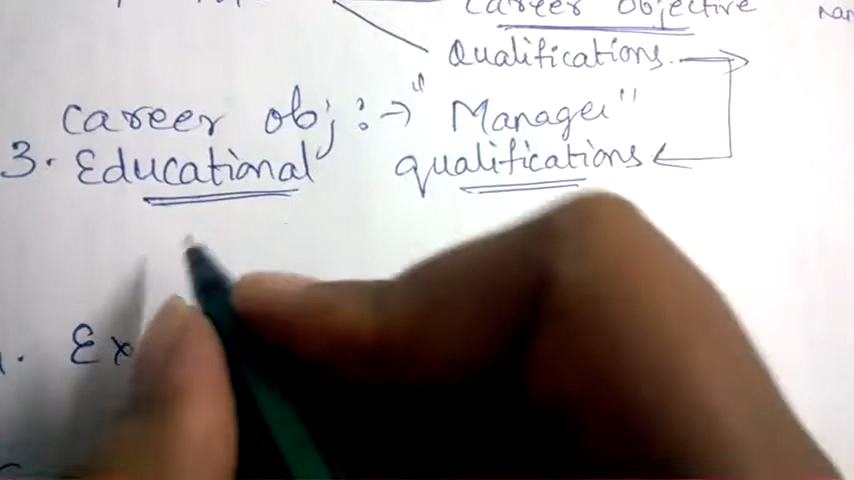 Career Objective
Qualifications
Career obj :→ "Manager"
3. Educational qualifications
Ex